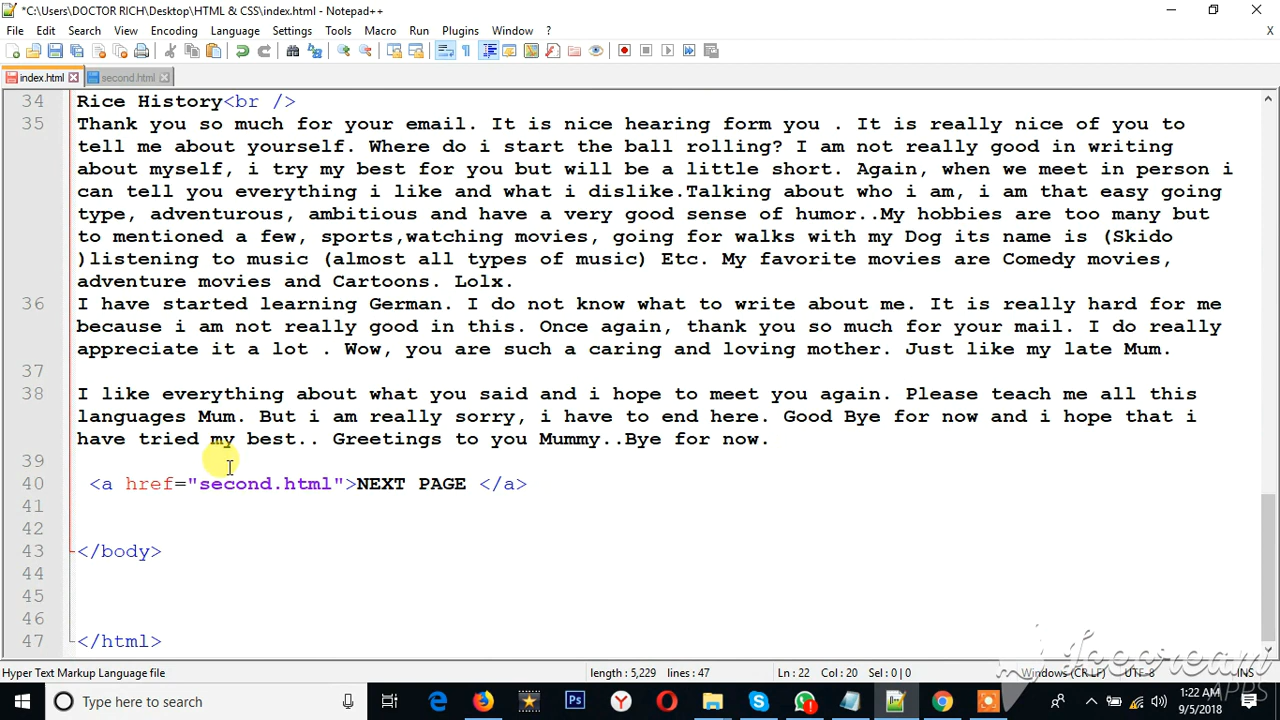 *C:\Users\DOCTOR RICH\Desktop\HTML & CSS\index.html - Notepad++
File Edit Search View Encoding Language Settings Tools Macro Run Plugins Window ? X
index.html second.html
34 Rice History<br />
35 Thank you so much for your email. It is nice hearing form you . It is really nice of you to
tell me about yourself. Where do i start the ball rolling? I am not really good in writing
about myself, i try my best for you but will be a little short. Again, when we meet in person i
can tell you everything i like and what i dislike.Talking about who i am, i am that easy going
type, adventurous, ambitious and have a very good sense of humor..My hobbies are too many but
to mentioned a few, sports,watching movies, going for walks with my Dog its name is (Skido
)listening to music (almost all types of music) Etc. My favorite movies are Comedy movies,
adventure movies and Cartoons. Lolx.
36 I have started learning German. I do not know what to write about me. It is really hard for me
because i am not really good in this. Once again, thank you so much for your mail. I do really
appreciate it a lot . Wow, you are such a caring and loving mother. Just like my late Mum.
37
38 I like everything about what you said and i hope to meet you again. Please teach me all this
languages Mum. But i am really sorry, i have to end here. Good Bye for now and i hope that i
have tried my best.. Greetings to you Mummy..Bye for now.
39
40 <a href="second.html">NEXT PAGE </a>
41
42
43 </body>
44
45
46
47 </html>
Hyper Text Markup Language file length : 5,229 lines : 47 Ln : 22 Col : 20 Sel : 0 | 0 Windows (CR LF) UTF-8 INS
icecream
APPS
Type here to search 1:22 AM
9/5/2018